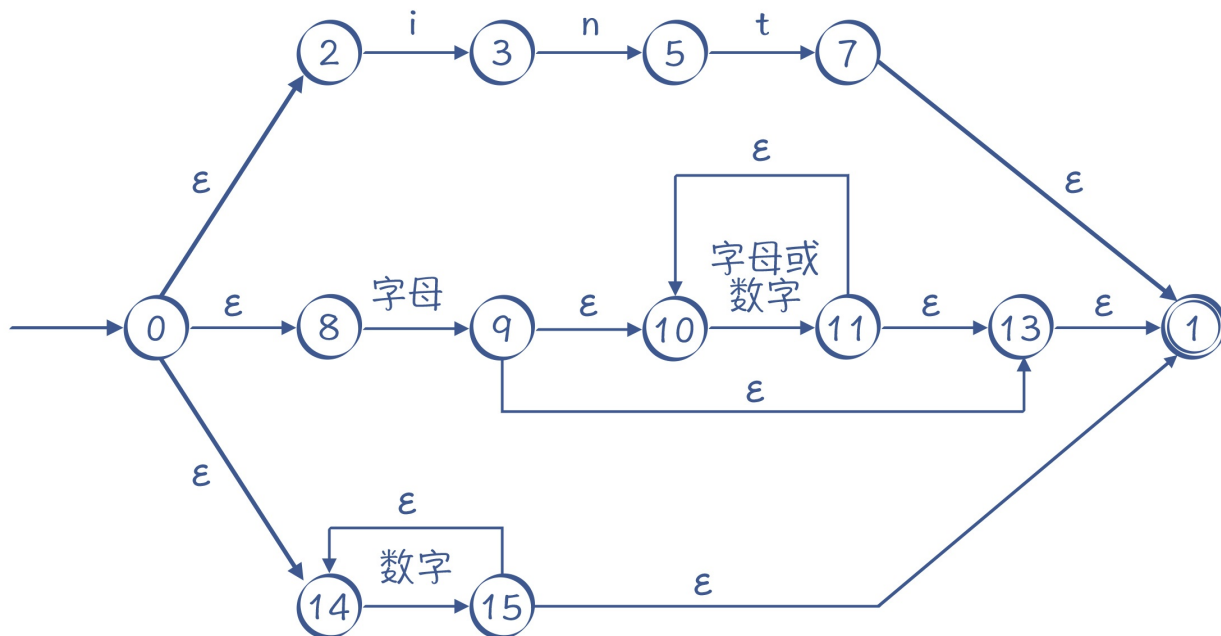 i n t
2 3 5 7
ε
ε ε
字母或
字母 数字
ε ε ε ε
0 8 9 10 11 13 1
ε
ε
ε
数字
ε
14 15